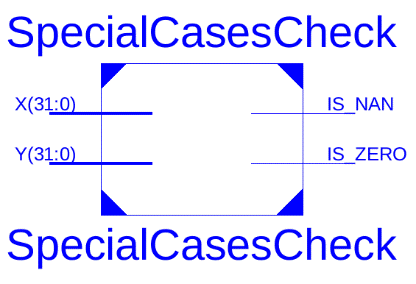 SpecialCasesCheck
X(31:0) IS_NAN
Y(31:0) IS_ZERO
SpecialCasesCheck